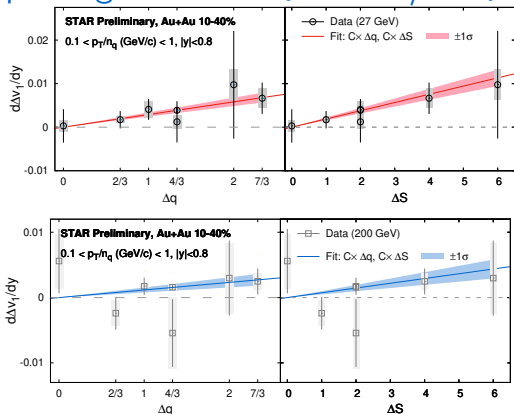 STAR Preliminary, Au+Au 10-40%
0.1 < pT/nq (GeV/c) < 1, |y|<0.8
Data (27 GeV)
Fit: C× Δq, C× ΔS ±1σ
dΔv1/dy
0.02
0.01
0
-0.01
0 2/3 1 4/3 2 7/3
Δq
0 1 2 3 4 5 6
ΔS
STAR Preliminary, Au+Au 10-40%
0.1 < pT/nq (GeV/c) < 1, |y|<0.8
Data (200 GeV)
Fit: C× Δq, C× ΔS ±1σ
dΔv1/dy
0.01
0
-0.01
0 2/3 1 4/3 2 7/3
Δq
0 1 2 3 4 5 6
ΔS